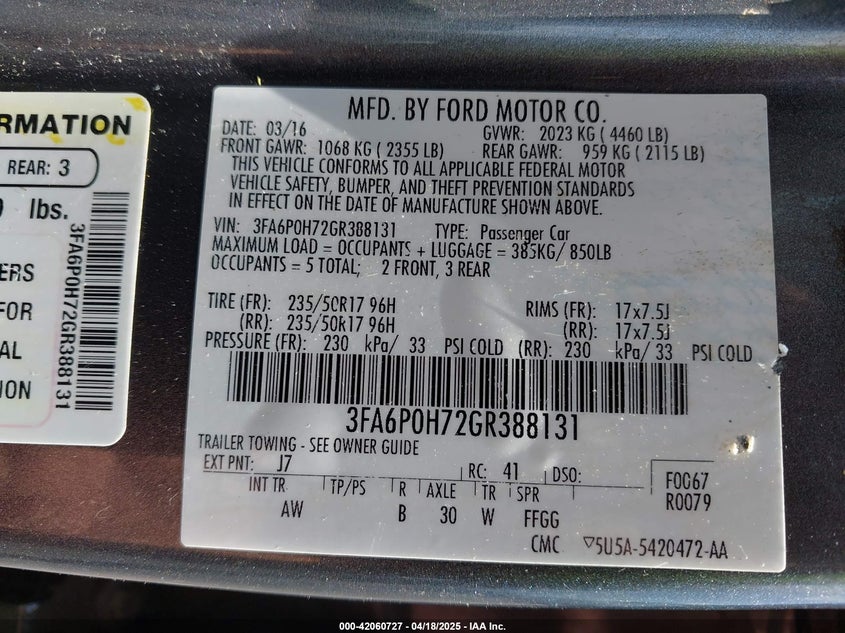 RMATION
REAR: 3
lbs.
ERS
FOR
AL
ION
3FA6P0H72GR388131
MFD. BY FORD MOTOR CO.
DATE: 03/16 GVWR: 2023 KG ( 4460 LB)
FRONT GAWR: 1068 KG ( 2355 LB) REAR GAWR: 959 KG ( 2115 LB)
THIS VEHICLE CONFORMS TO ALL APPLICABLE FEDERAL MOTOR
VEHICLE SAFETY, BUMPER, AND THEFT PREVENTION STANDARDS
IN EFFECT ON THE DATE OF MANUFACTURE SHOWN ABOVE.
VIN: 3FA6P0H72GR388131 TYPE: Passenger Car
MAXIMUM LOAD = OCCUPANTS + LUGGAGE = 385KG/ 850LB
OCCUPANTS = 5 TOTAL; 2 FRONT, 3 REAR
TIRE (FR): 235/50R17 96H RIMS (FR): 17x7.5J
(RR): 235/50R17 96H (RR): 17x7.5J
PRESSURE (FR): 230 kPa/ 33 PSI COLD (RR): 230 kPa/ 33 PSI COLD
3FA6P0H72GR388131
TRAILER TOWING - SEE OWNER GUIDE
EXT PNT: J7 RC: 41 DSO: F0067
R0079
INT TR TP/PS R AXLE TR SPR
AW B 30 W FFGG
CMC ▽5U5A-5420472-AA
000-42060727 - 04/18/2025 - IAA Inc.